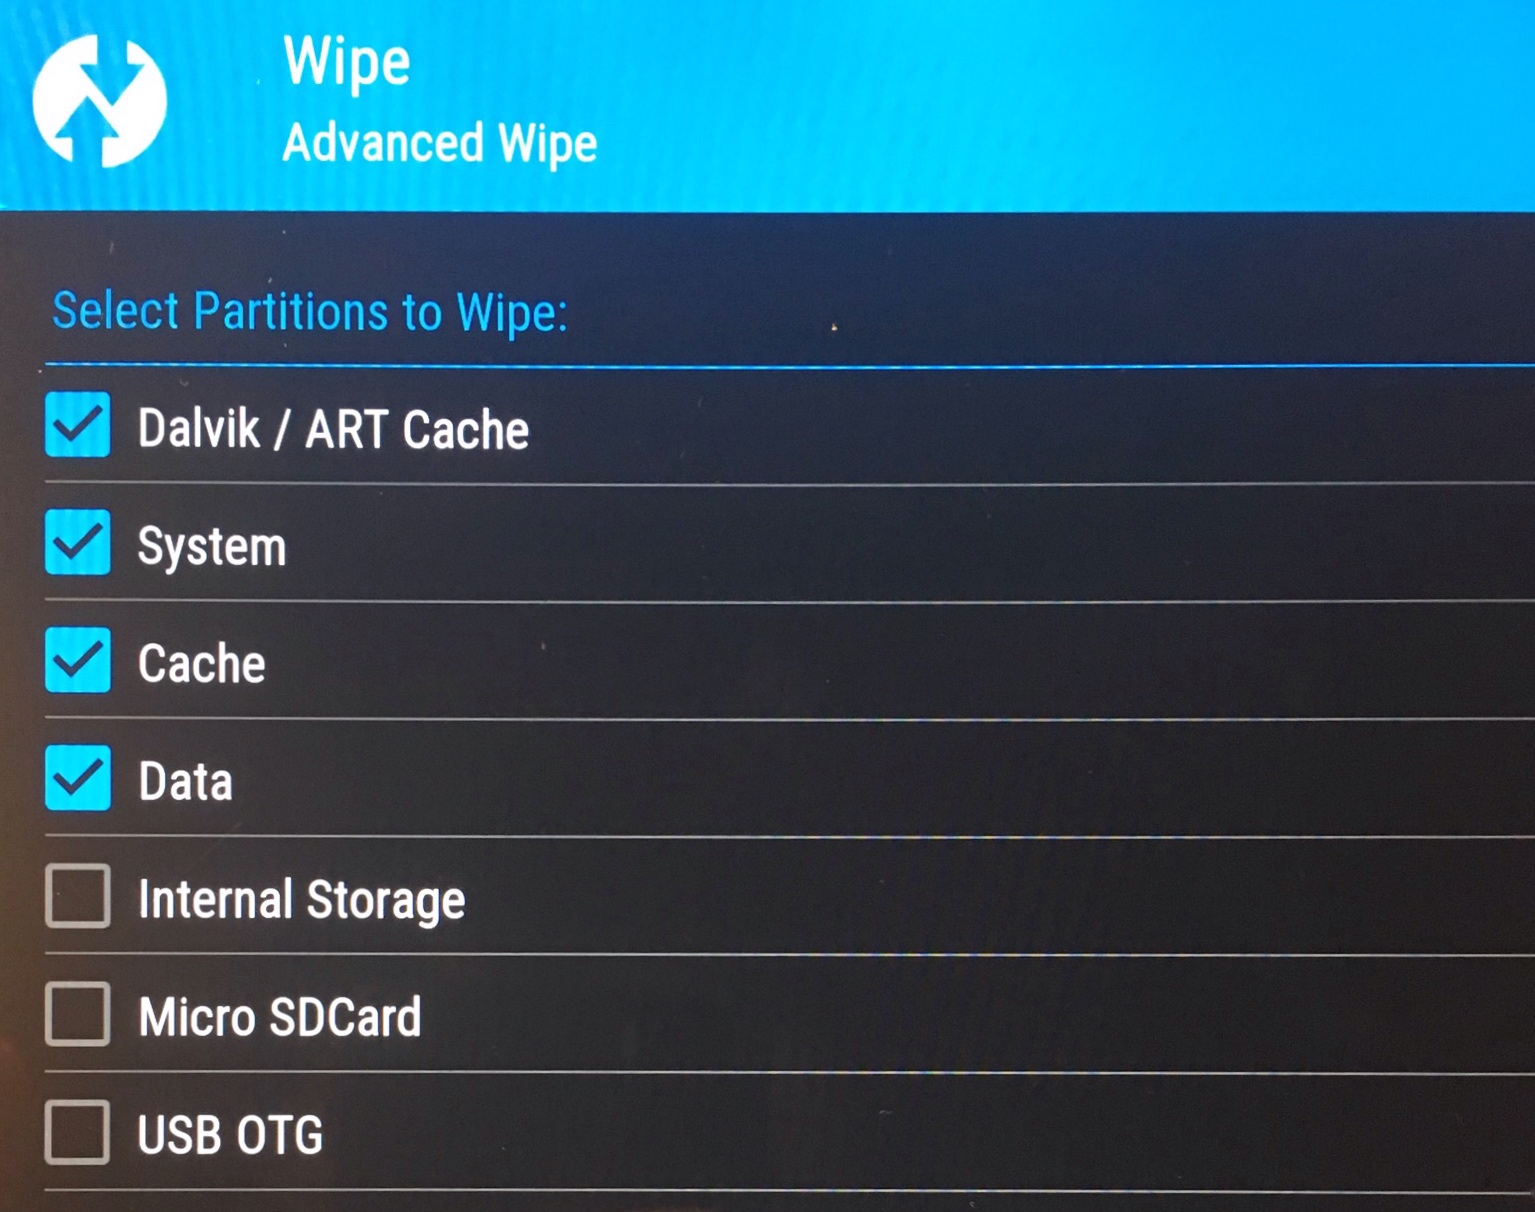 Wipe
Advanced Wipe
Select Partitions to Wipe:
Dalvik / ART Cache
System
Cache
Data
Internal Storage
Micro SDCard
USB OTG